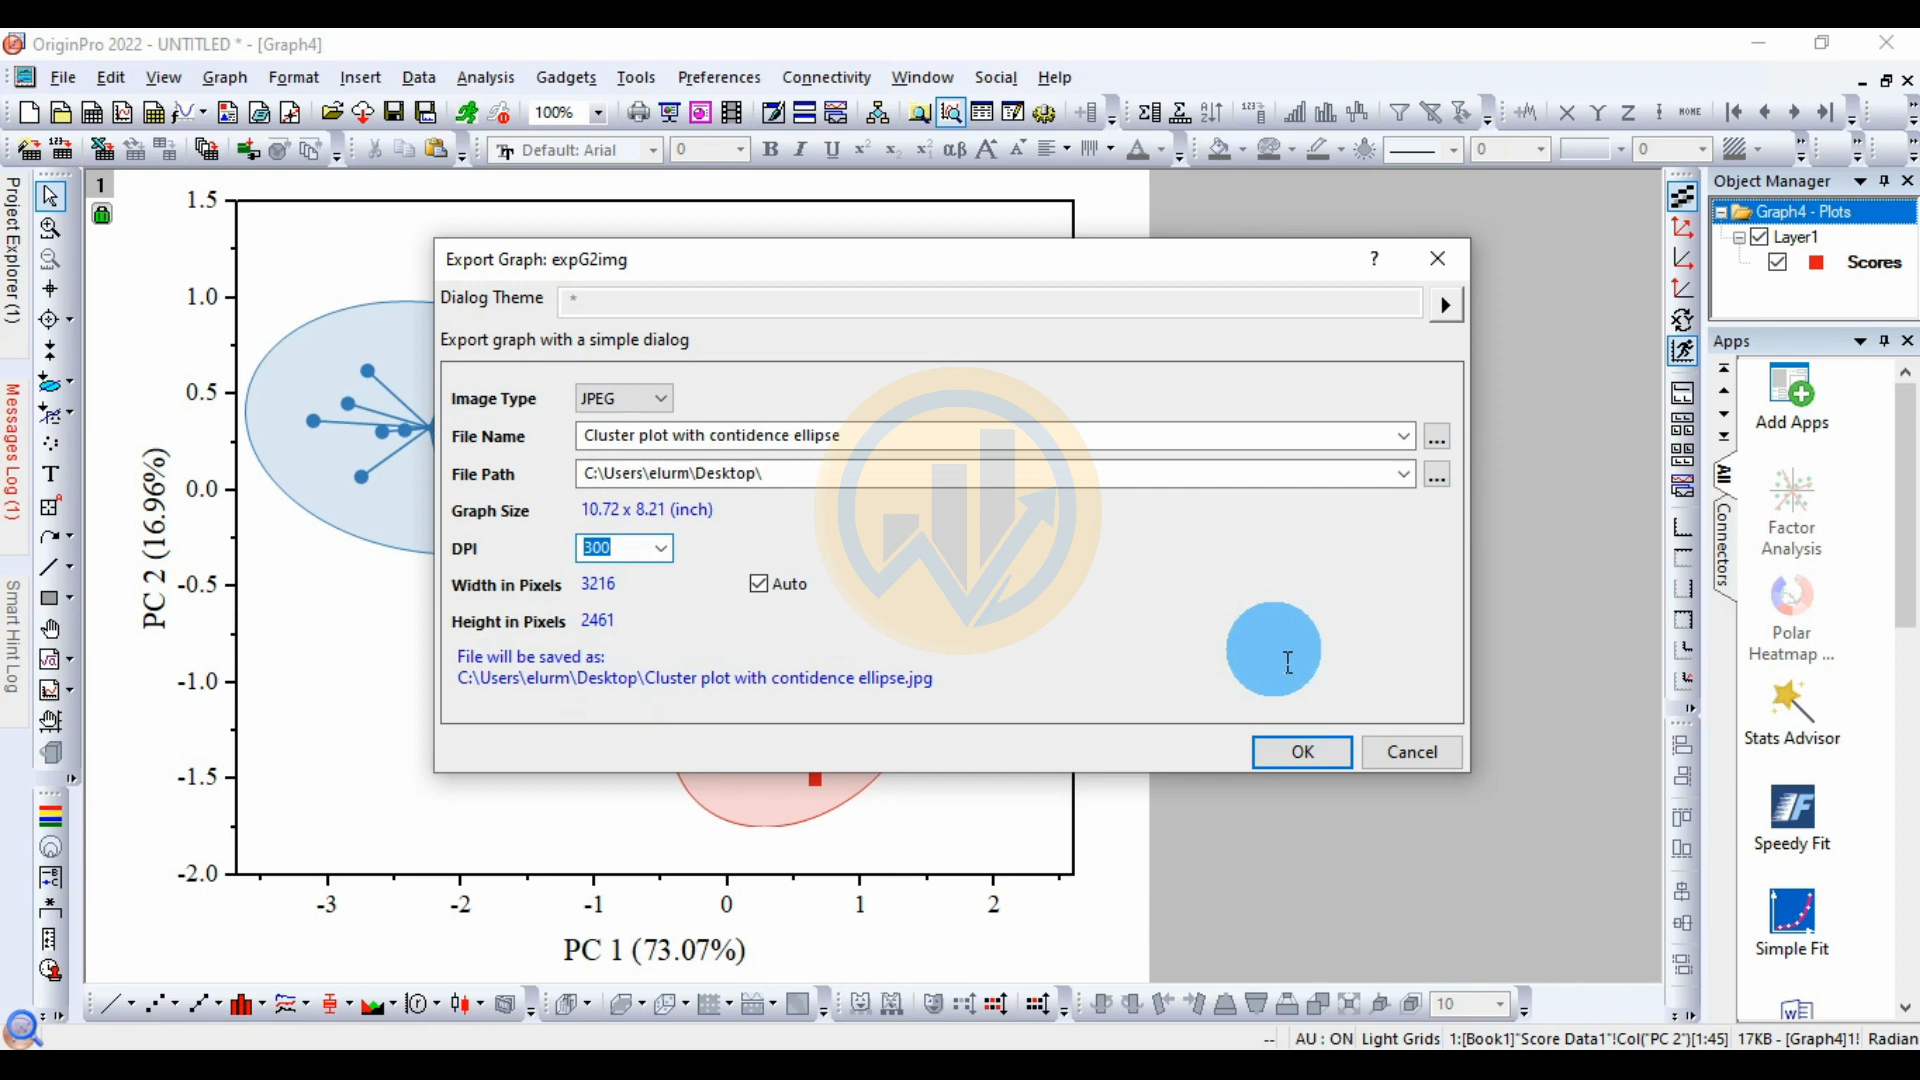 OriginPro 2022 - UNTITLED * - [Graph4]
File Edit View Graph Format Insert Data Analysis Gadgets Tools Preferences Connectivity Window Social Help
100%
HOME
Default: Arial 0 B I U αβ A A 0 0
Project Explorer (1)
Messages Log (1)
Smart Hint Log
1
1.5
1.0
0.5
0.0
-0.5
-1.0
-1.5
-2.0
PC 2 (16.96%)
-3 -2 -1 0 1 2
PC 1 (73.07%)
Export Graph: expG2img
?
Dialog Theme *
Export graph with a simple dialog
Image Type JPEG
File Name Cluster plot with contidence ellipse ...
File Path C:\Users\elurm\Desktop\ ...
Graph Size 10.72 x 8.21 (inch)
DPI 300
Width in Pixels 3216 Auto
Height in Pixels 2461
File will be saved as:
C:\Users\elurm\Desktop\Cluster plot with contidence ellipse.jpg
OK Cancel
Object Manager
Graph4 - Plots
Layer1
Scores
Apps
All
Connectors
Add Apps
Factor
Analysis
Polar
Heatmap ...
Stats Advisor
Speedy Fit
Simple Fit
10
-- AU : ON Light Grids 1:[Book1]"Score Data1"!Col("PC 2")[1:45] 17KB - [Graph4]1! Radian